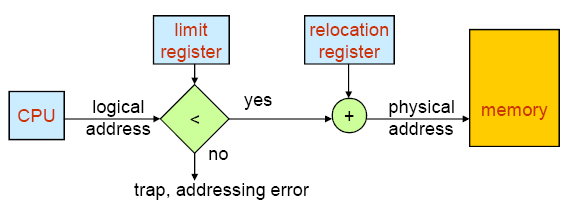 limit
register
relocation
register
CPU
logical
address
<
yes
+
physical
address
memory
no
trap, addressing error